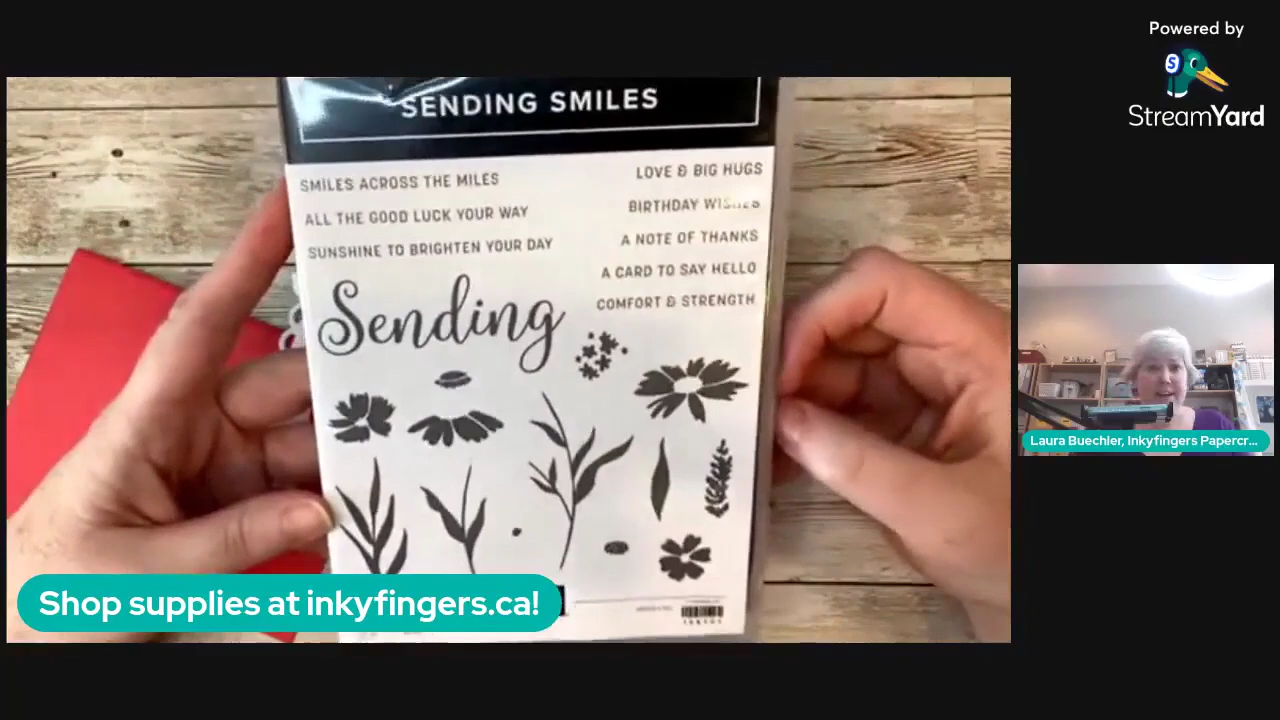 Powered by
StreamYard
SENDING SMILES
SMILES ACROSS THE MILES
ALL THE GOOD LUCK YOUR WAY
SUNSHINE TO BRIGHTEN YOUR DAY
LOVE & BIG HUGS
BIRTHDAY WISHES
A NOTE OF THANKS
A CARD TO SAY HELLO
COMFORT & STRENGTH
Sending
Laura Buechler, Inkyfingers Papercr...
Shop supplies at inkyfingers.ca!